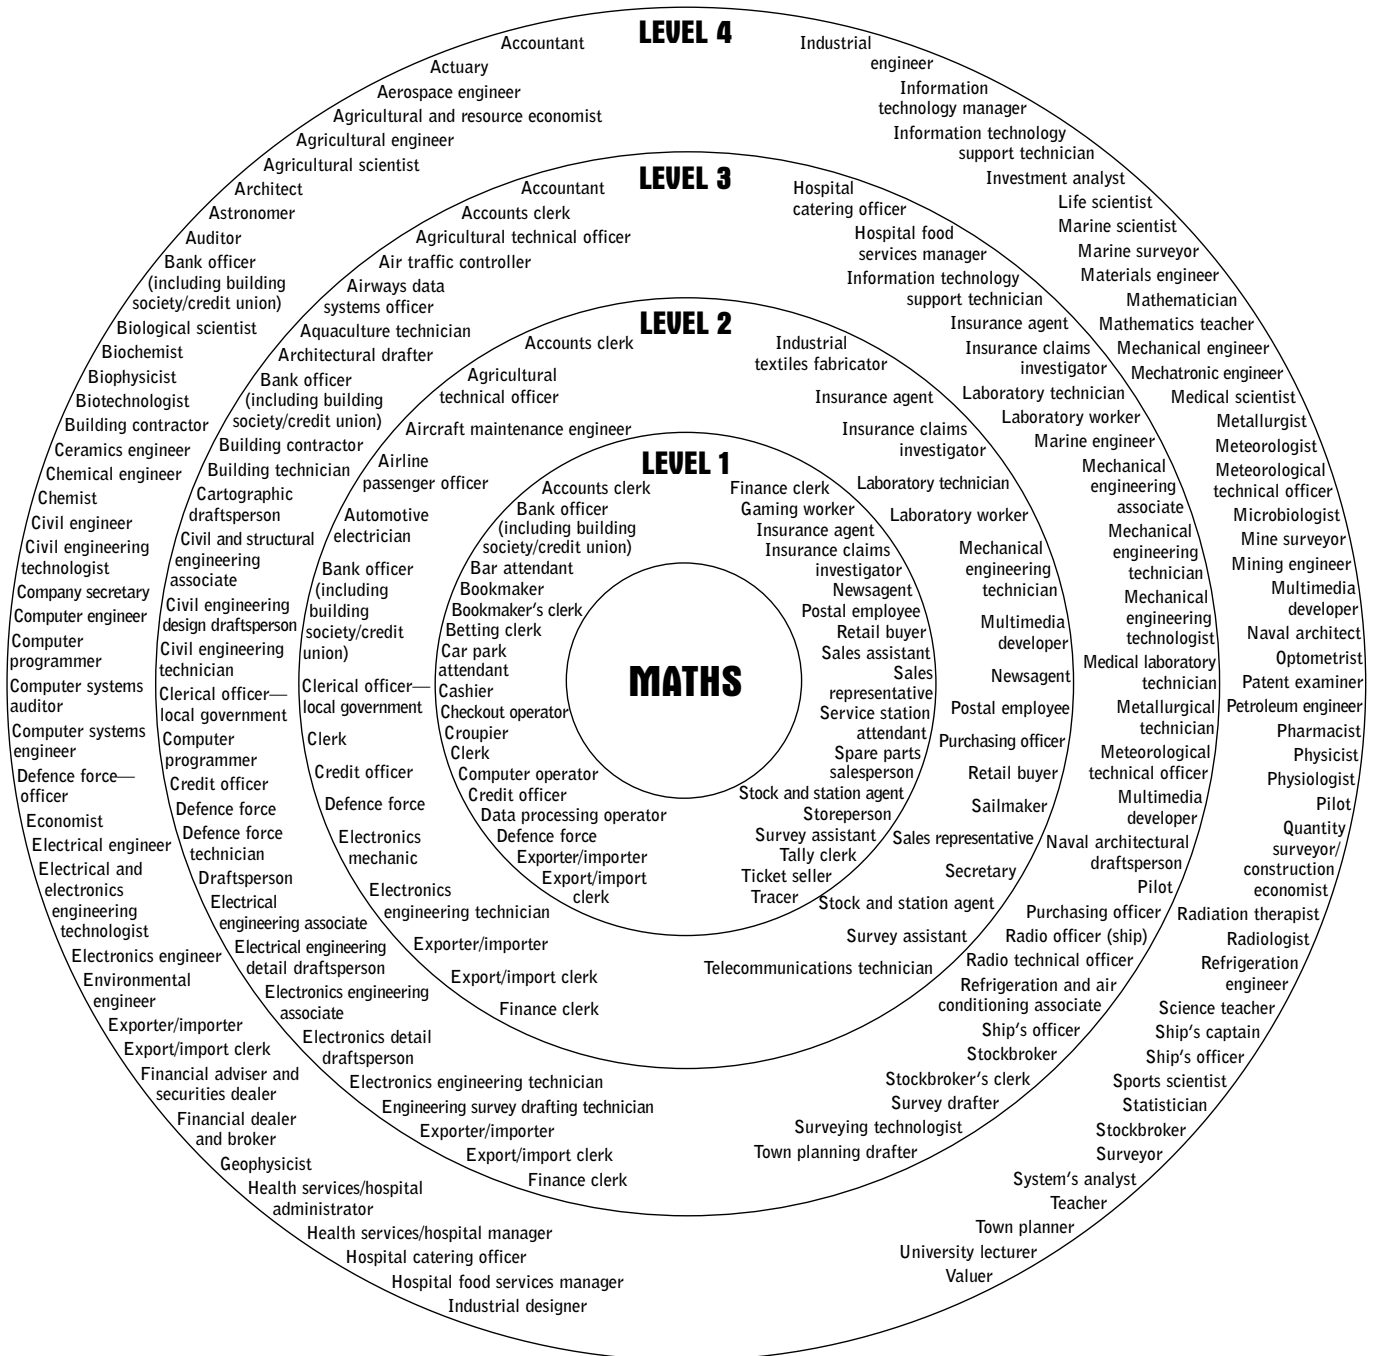 LEVEL 4
Accountant
Actuary
Aerospace engineer
Agricultural and resource economist
Agricultural engineer
Agricultural scientist
Architect
Astronomer
Auditor
Bank officer
(including building
society/credit union)
Biological scientist
Biochemist
Biophysicist
Biotechnologist
Building contractor
Ceramics engineer
Chemical engineer
Chemist
Civil engineer
Civil engineering
technologist
Company secretary
Computer engineer
Computer
programmer
Computer systems
auditor
Computer systems
engineer
Defence force—
officer
Economist
Electrical engineer
Electrical and
electronics
engineering
technologist
Electronics engineer
Environmental
engineer
Exporter/importer
Export/import clerk
Financial adviser and
securities dealer
Financial dealer
and broker
Geophysicist
Health services/hospital
administrator
Health services/hospital manager
Hospital catering officer
Hospital food services manager
Industrial designer
Industrial
engineer
Information
technology manager
Information technology
support technician
Investment analyst
Life scientist
Marine scientist
Marine surveyor
Materials engineer
Mathematician
Mathematics teacher
Mechanical engineer
Mechatronic engineer
Medical scientist
Metallurgist
Meteorologist
Meteorological
technical officer
Microbiologist
Mine surveyor
Mining engineer
Multimedia
developer
Naval architect
Optometrist
Patent examiner
Petroleum engineer
Pharmacist
Physicist
Physiologist
Pilot
Quantity
surveyor/
construction
economist
Radiation therapist
Radiologist
Refrigeration
engineer
Science teacher
Ship's captain
Ship's officer
Sports scientist
Statistician
Stockbroker
Surveyor
System's analyst
Teacher
Town planner
University lecturer
Valuer
LEVEL 3
Accountant
Accounts clerk
Agricultural technical officer
Air traffic controller
Airways data
systems officer
Aquaculture technician
Architectural drafter
Bank officer
(including building
society/credit union)
Building contractor
Building technician
Cartographic
draftsperson
Civil and structural
engineering
associate
Civil engineering
design draftsperson
Civil engineering
technician
Clerical officer—
local government
Computer
programmer
Credit officer
Defence force
Defence force
technician
Draftsperson
Electrical
engineering associate
Electrical engineering
detail draftsperson
Electronics engineering
associate
Electronics detail
draftsperson
Electronics engineering technician
Engineering survey drafting technician
Exporter/importer
Export/import clerk
Finance clerk
Hospital
catering officer
Hospital food
services manager
Information technology
support technician
Insurance agent
Insurance claims
investigator
Laboratory technician
Laboratory worker
Marine engineer
Mechanical
engineering
associate
Mechanical
engineering
technician
Mechanical
engineering
technologist
Medical laboratory
technician
Metallurgical
technician
Meteorological
technical officer
Multimedia
developer
Naval architectural
draftsperson
Pilot
Purchasing officer
Radio officer (ship)
Radio technical officer
Refrigeration and air
conditioning associate
Ship's officer
Stockbroker
Stockbroker's clerk
Survey drafter
Surveying technologist
Town planning drafter
LEVEL 2
Accounts clerk
Agricultural
technical officer
Aircraft maintenance engineer
Airline
passenger officer
Automotive
electrician
Bank officer
(including
building
society/credit
union)
Clerical officer—
local government
Clerk
Credit officer
Defence force
Electronics
mechanic
Electronics
engineering technician
Exporter/importer
Export/import clerk
Finance clerk
Industrial
textiles fabricator
Insurance agent
Insurance claims
investigator
Laboratory technician
Laboratory worker
Mechanical
engineering
technician
Multimedia
developer
Newsagent
Postal employee
Purchasing officer
Retail buyer
Sailmaker
Sales representative
Secretary
Stock and station agent
Survey assistant
Telecommunications technician
LEVEL 1
Accounts clerk
Bank officer
(including building
society/credit union)
Bar attendant
Bookmaker
Bookmaker's clerk
Betting clerk
Car park
attendant
Cashier
Checkout operator
Croupier
Clerk
Computer operator
Credit officer
Data processing operator
Defence force
Exporter/importer
Export/import
clerk
Finance clerk
Gaming worker
Insurance agent
Insurance claims
investigator
Newsagent
Postal employee
Retail buyer
Sales assistant
Sales
representative
Service station
attendant
Spare parts
salesperson
Stock and station agent
Storeperson
Survey assistant
Tally clerk
Ticket seller
Tracer
MATHS